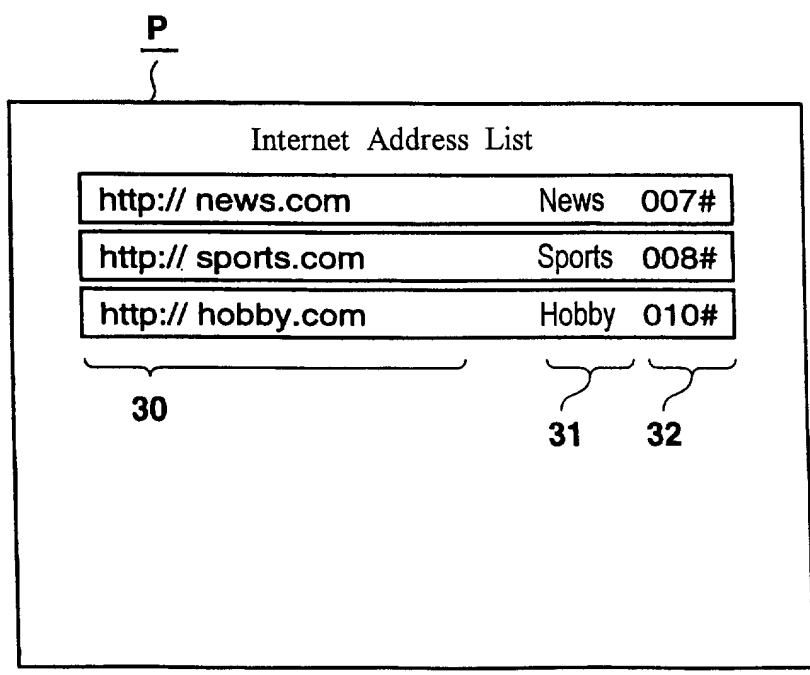 P
Internet Address List
http:// news.com News 007#
http:// sports.com Sports 008#
http:// hobby.com Hobby 010#
30 31 32